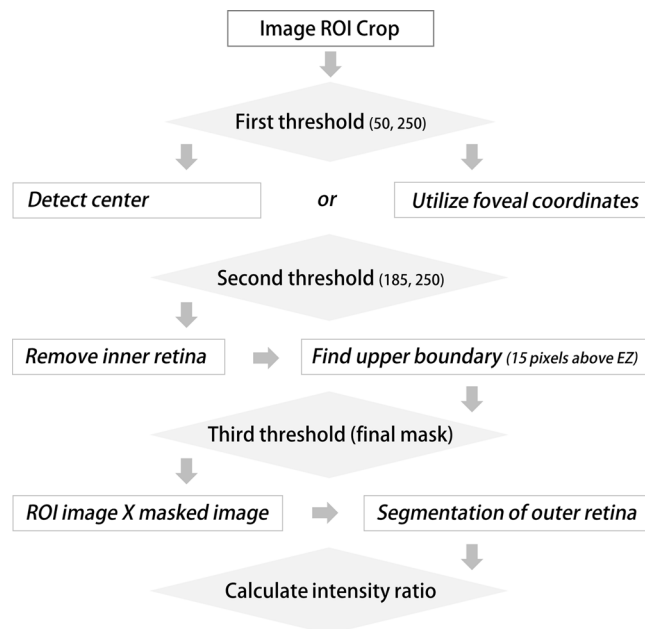 Image ROI Crop
First threshold (50, 250)
Detect center
or
Utilize foveal coordinates
Second threshold (185, 250)
Remove inner retina
Find upper boundary (15 pixels above EZ)
Third threshold (final mask)
ROI image X masked image
Segmentation of outer retina
Calculate intensity ratio